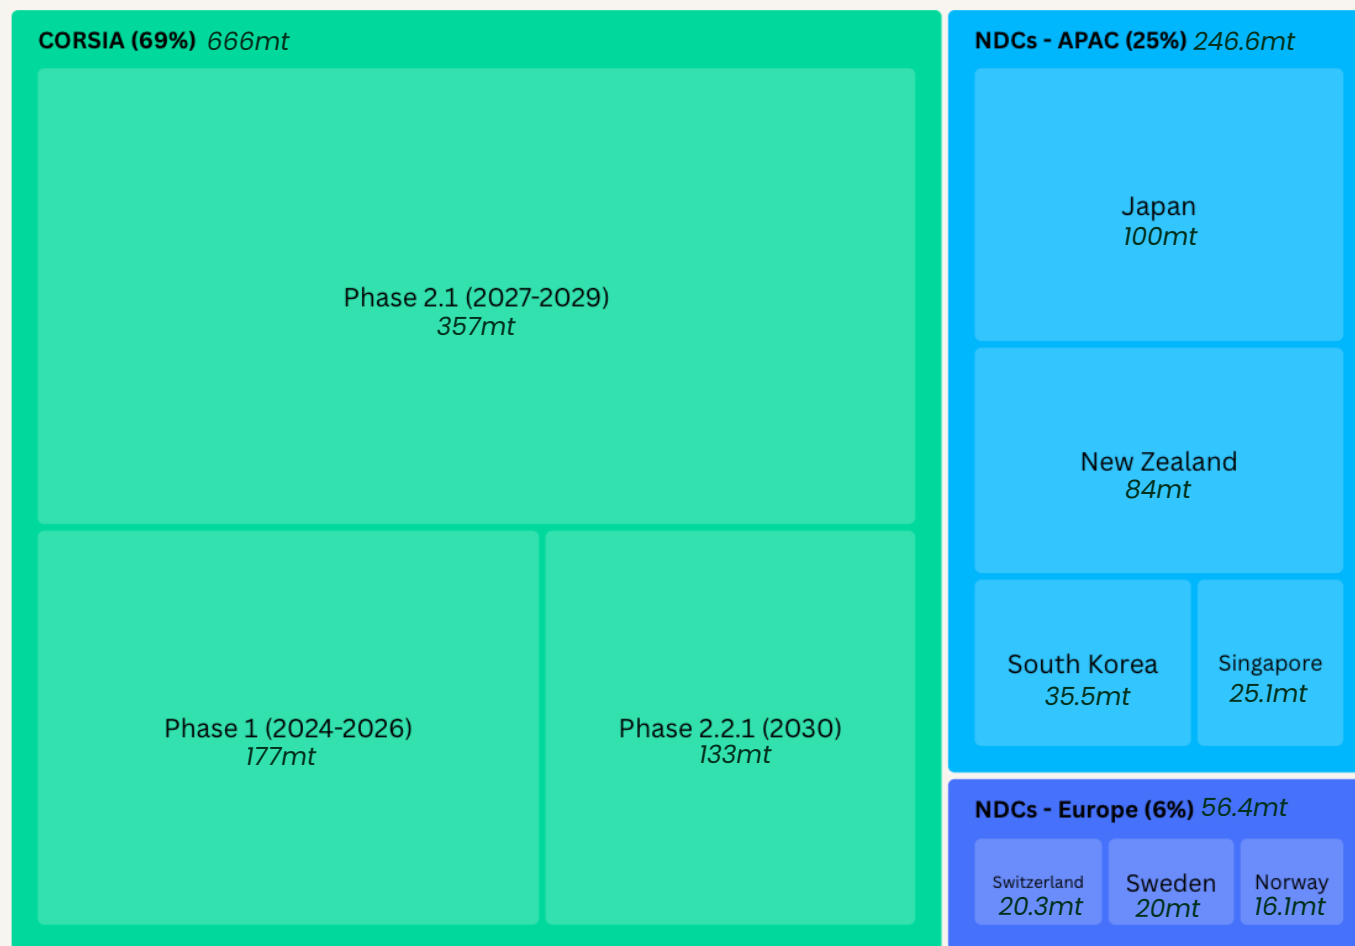 CORSIA (69%) 666mt
Phase 2.1 (2027-2029)
357mt
Phase 1 (2024-2026)
177mt
Phase 2.2.1 (2030)
133mt
NDCs - APAC (25%) 246.6mt
Japan
100mt
New Zealand
84mt
South Korea
35.5mt
Singapore
25.1mt
NDCs - Europe (6%) 56.4mt
Switzerland
20.3mt
Sweden
20mt
Norway
16.1mt